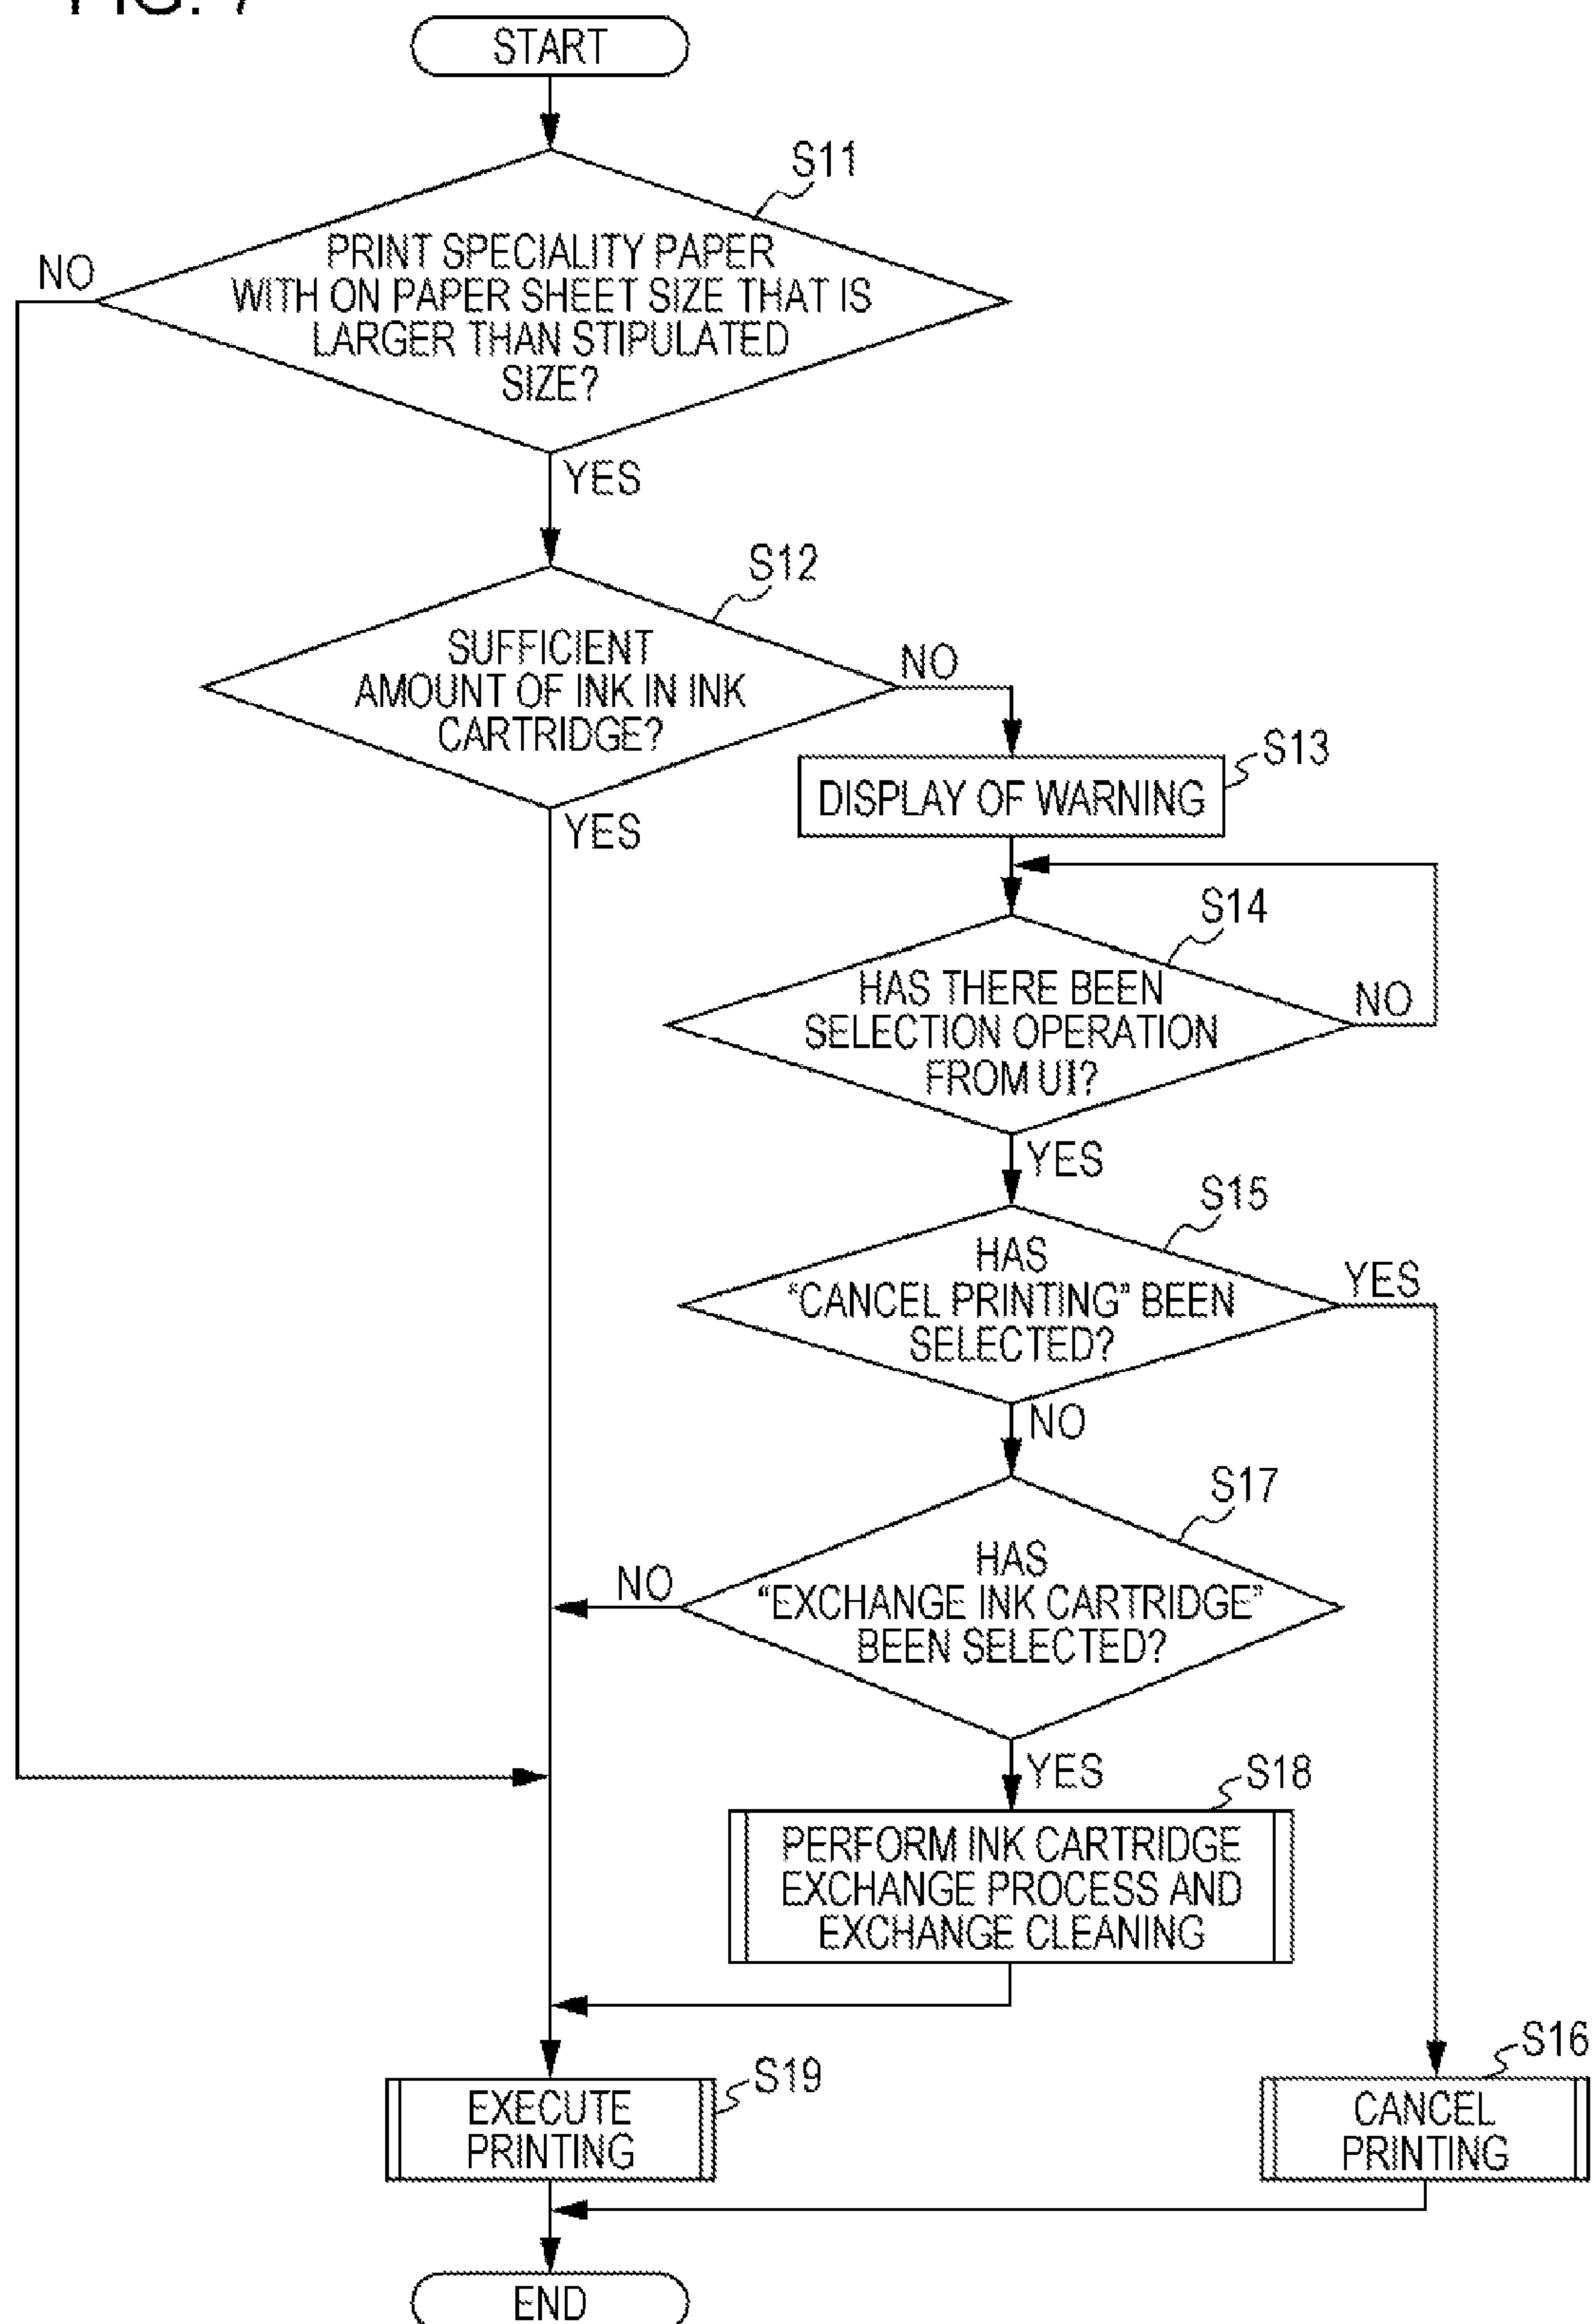 FIG. 7
START
S11
PRINT SPECIALITY PAPER
WITH ON PAPER SHEET SIZE THAT IS
LARGER THAN STIPULATED
SIZE?
NO
YES
S12
SUFFICIENT
AMOUNT OF INK IN INK
CARTRIDGE?
NO
YES
S13
DISPLAY OF WARNING
S14
HAS THERE BEEN
SELECTION OPERATION
FROM UI?
NO
YES
S15
HAS
"CANCEL PRINTING" BEEN
SELECTED?
YES
NO
S17
HAS
"EXCHANGE INK CARTRIDGE"
BEEN SELECTED?
NO
YES
S18
PERFORM INK CARTRIDGE
EXCHANGE PROCESS AND
EXCHANGE CLEANING
S19
EXECUTE
PRINTING
S16
CANCEL
PRINTING
END